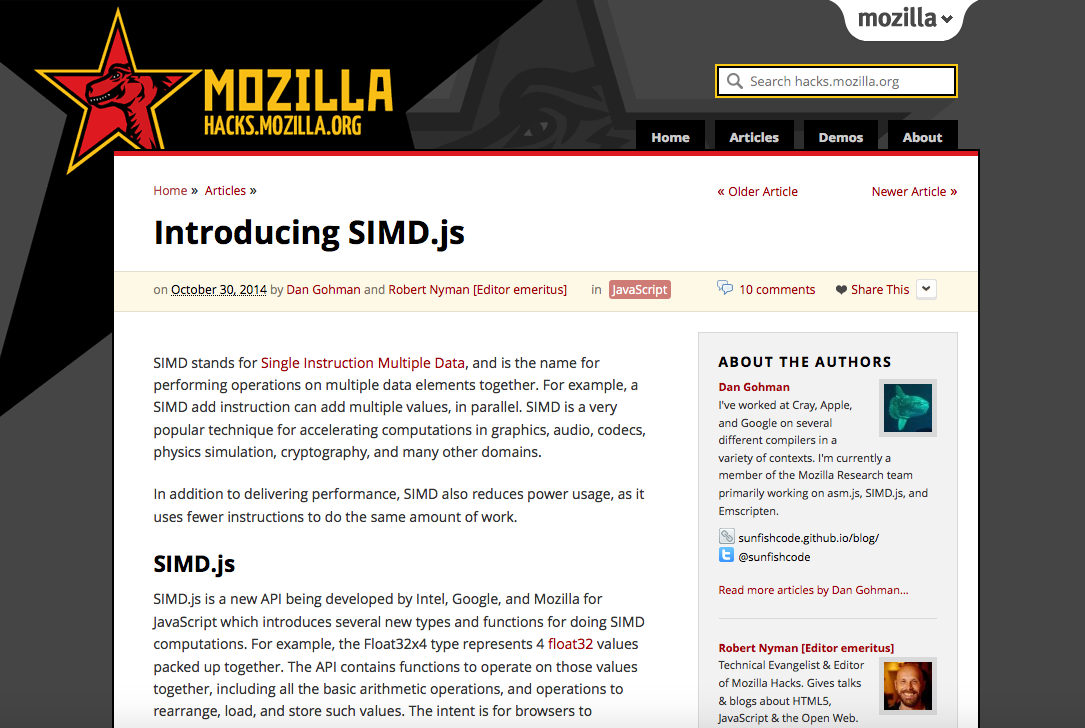 mozilla
MOZILLA
HACKS.MOZILLA.ORG
Search hacks.mozilla.org
Home
Articles
Demos
About
Home » Articles »
« Older Article
Newer Article »
Introducing SIMD.js
on October 30, 2014 by Dan Gohman and Robert Nyman [Editor emeritus]
in JavaScript
10 comments
Share This
SIMD stands for Single Instruction Multiple Data, and is the name for
performing operations on multiple data elements together. For example, a
SIMD add instruction can add multiple values, in parallel. SIMD is a very
popular technique for accelerating computations in graphics, audio, codecs,
physics simulation, cryptography, and many other domains.
In addition to delivering performance, SIMD also reduces power usage, as it
uses fewer instructions to do the same amount of work.
SIMD.js
SIMD.js is a new API being developed by Intel, Google, and Mozilla for
JavaScript which introduces several new types and functions for doing SIMD
computations. For example, the Float32x4 type represents 4 float32 values
packed up together. The API contains functions to operate on those values
together, including all the basic arithmetic operations, and operations to
rearrange, load, and store such values. The intent is for browsers to
ABOUT THE AUTHORS
Dan Gohman
I've worked at Cray, Apple,
and Google on several
different compilers in a
variety of contexts. I'm currently a
member of the Mozilla Research team
primarily working on asm.js, SIMD.js, and
Emscripten.
sunfishcode.github.io/blog/
@sunfishcode
Read more articles by Dan Gohman…
Robert Nyman [Editor emeritus]
Technical Evangelist & Editor
of Mozilla Hacks. Gives talks
& blogs about HTML5,
JavaScript & the Open Web.